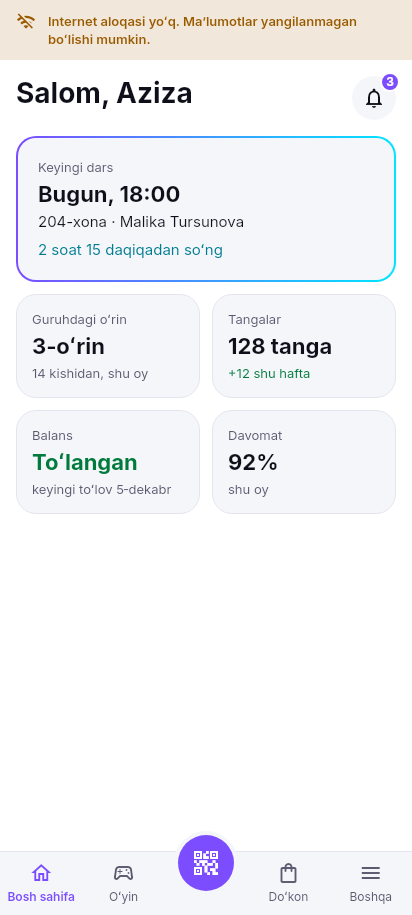 Internet aloqasi yoʻq. Maʼlumotlar yangilanmagan
boʻlishi mumkin.
Salom, Aziza
3
Keyingi dars
Bugun, 18:00
204-xona · Malika Tursunova
2 soat 15 daqiqadan soʻng
Guruhdagi oʻrin
3-oʻrin
14 kishidan, shu oy
Tangalar
128 tanga
+12 shu hafta
Balans
Toʻlangan
keyingi toʻlov 5-dekabr
Davomat
92%
shu oy
Bosh sahifa
Oʻyin
Doʻkon
Boshqa